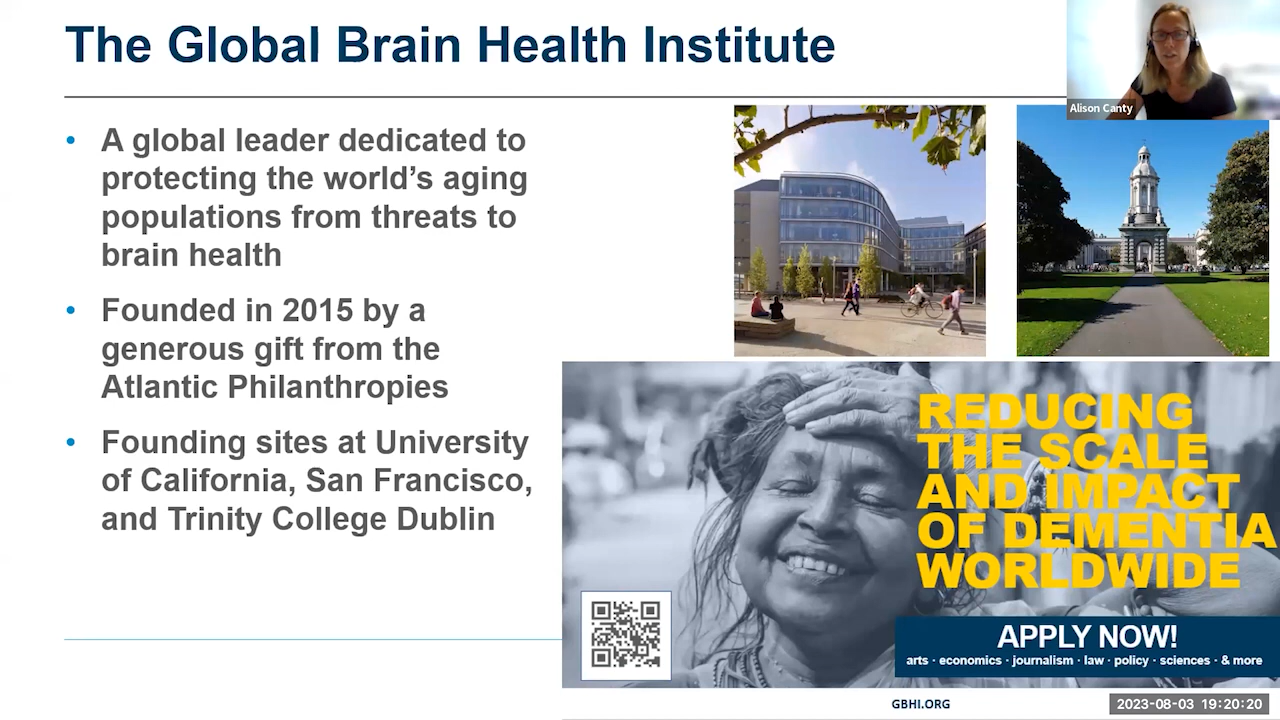 The Global Brain Health Institute
Alison Canty
• A global leader dedicated to
protecting the world’s aging
populations from threats to
brain health
• Founded in 2015 by a
generous gift from the
Atlantic Philanthropies
• Founding sites at University
of California, San Francisco,
and Trinity College Dublin
REDUCING
THE SCALE
AND IMPACT
OF DEMENTIA
WORLDWIDE
APPLY NOW!
arts · economics · journalism · law · policy · sciences · & more
GBHI.ORG
2023-08-03 19:20:20